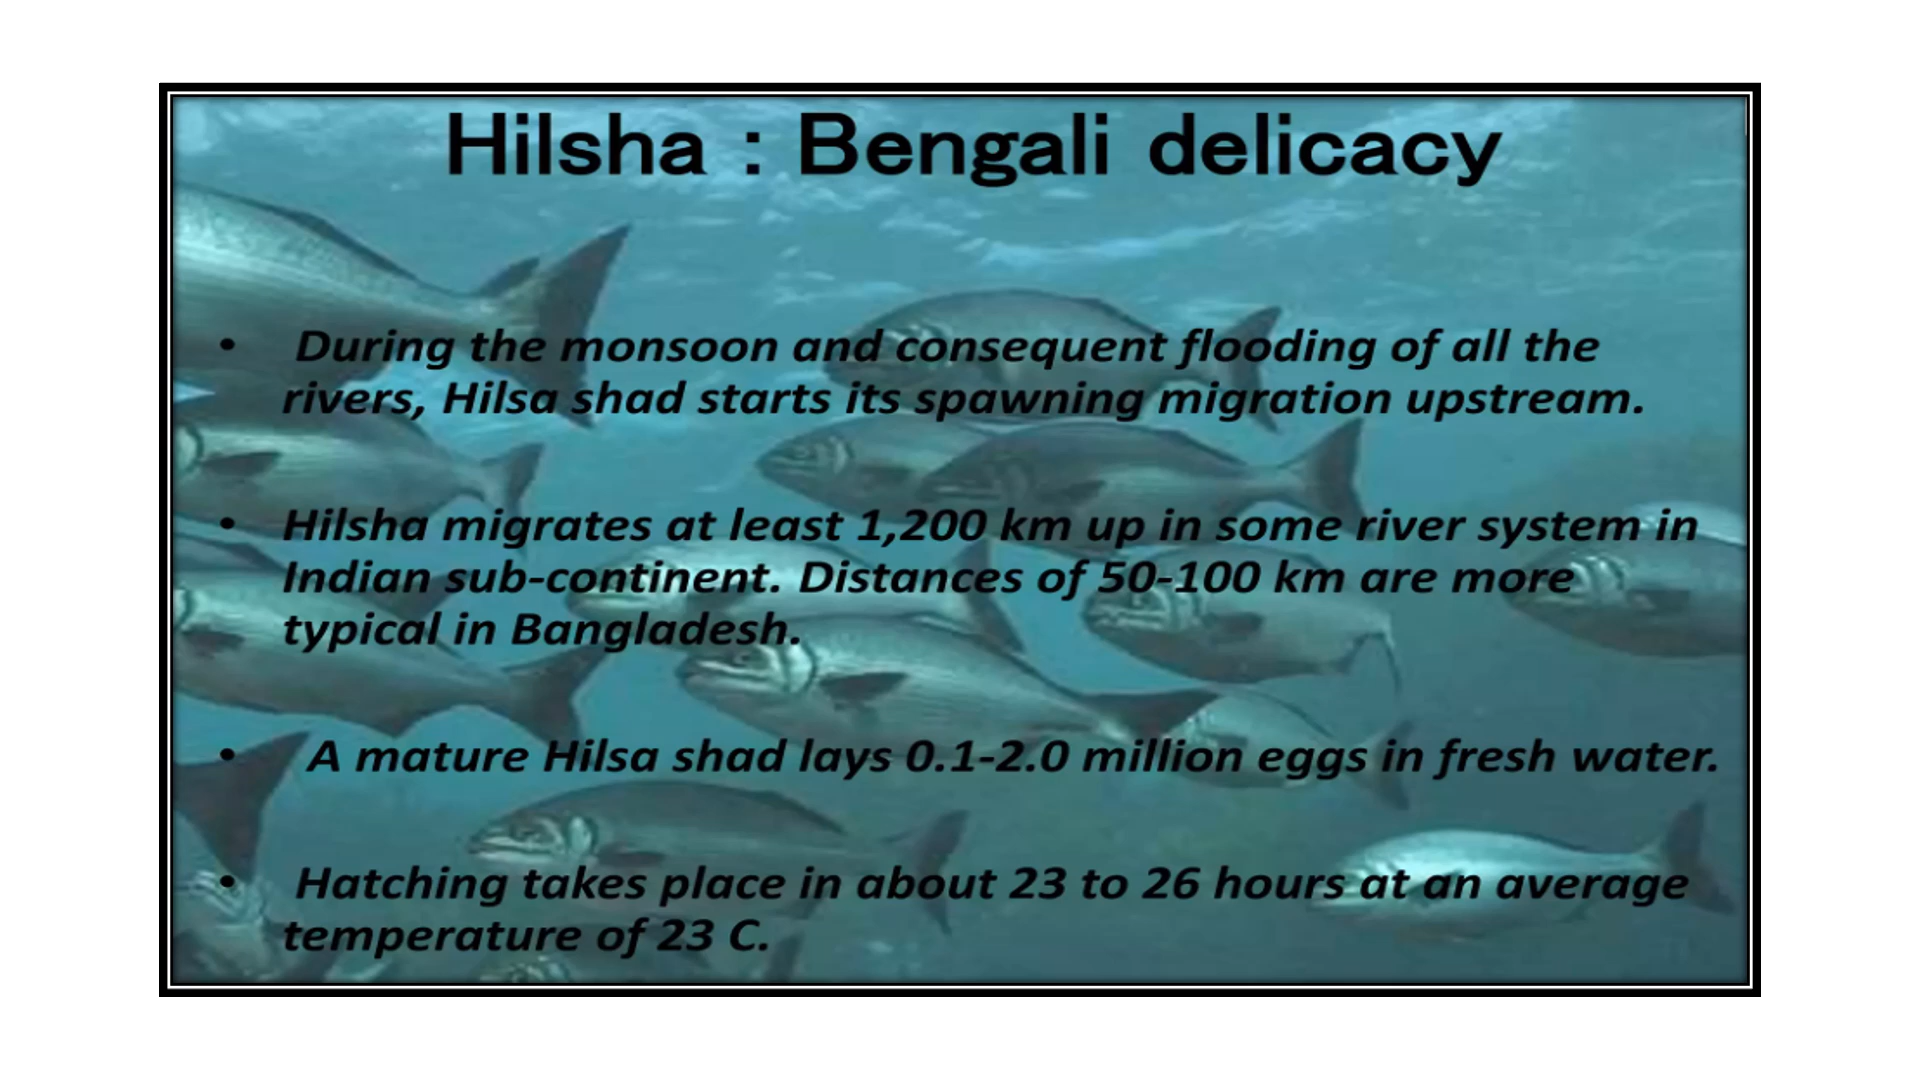 Hilsha : Bengali delicacy
• During the monsoon and consequent flooding of all the
rivers, Hilsa shad starts its spawning migration upstream.
• Hilsha migrates at least 1,200 km up in some river system in
Indian sub-continent. Distances of 50-100 km are more
typical in Bangladesh.
• A mature Hilsa shad lays 0.1-2.0 million eggs in fresh water.
• Hatching takes place in about 23 to 26 hours at an average
temperature of 23 C.